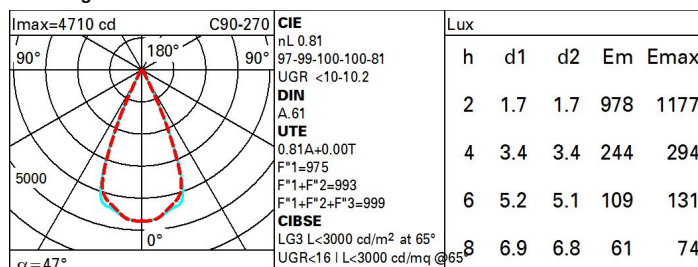 Imax=4710 cd C90-270
90° 180° 90°
5000
0°
α=47°
CIE
nL 0.81
97-99-100-100-81
UGR <10-10.2
DIN
A.61
UTE
0.81A+0.00T
F"1=975
F"1+F"2=993
F"1+F"2+F"3=999
CIBSE
LG3 L<3000 cd/m² at 65°
UGR<16 | L<3000 cd/mq @65°
Lux
h d1 d2 Em Emax
2 1.7 1.7 978 1177
4 3.4 3.4 244 294
6 5.2 5.1 109 131
8 6.9 6.8 61 74